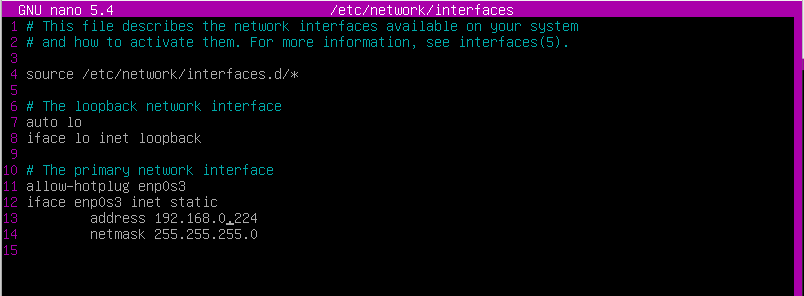 GNU nano 5.4 /etc/network/interfaces
1 # This file describes the network interfaces available on your system
2 # and how to activate them. For more information, see interfaces(5).
3
4 source /etc/network/interfaces.d/*
5
6 # The loopback network interface
7 auto lo
8 iface lo inet loopback
9
10 # The primary network interface
11 allow-hotplug enp0s3
12 iface enp0s3 inet static
13 address 192.168.0.224
14 netmask 255.255.255.0
15